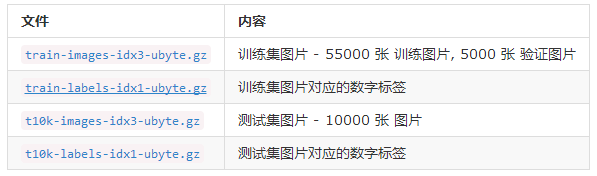 文件 内容
train-images-idx3-ubyte.gz 训练集图片 - 55000 张 训练图片, 5000 张 验证图片
train-labels-idx1-ubyte.gz 训练集图片对应的数字标签
t10k-images-idx3-ubyte.gz 测试集图片 - 10000 张 图片
t10k-labels-idx1-ubyte.gz 测试集图片对应的数字标签